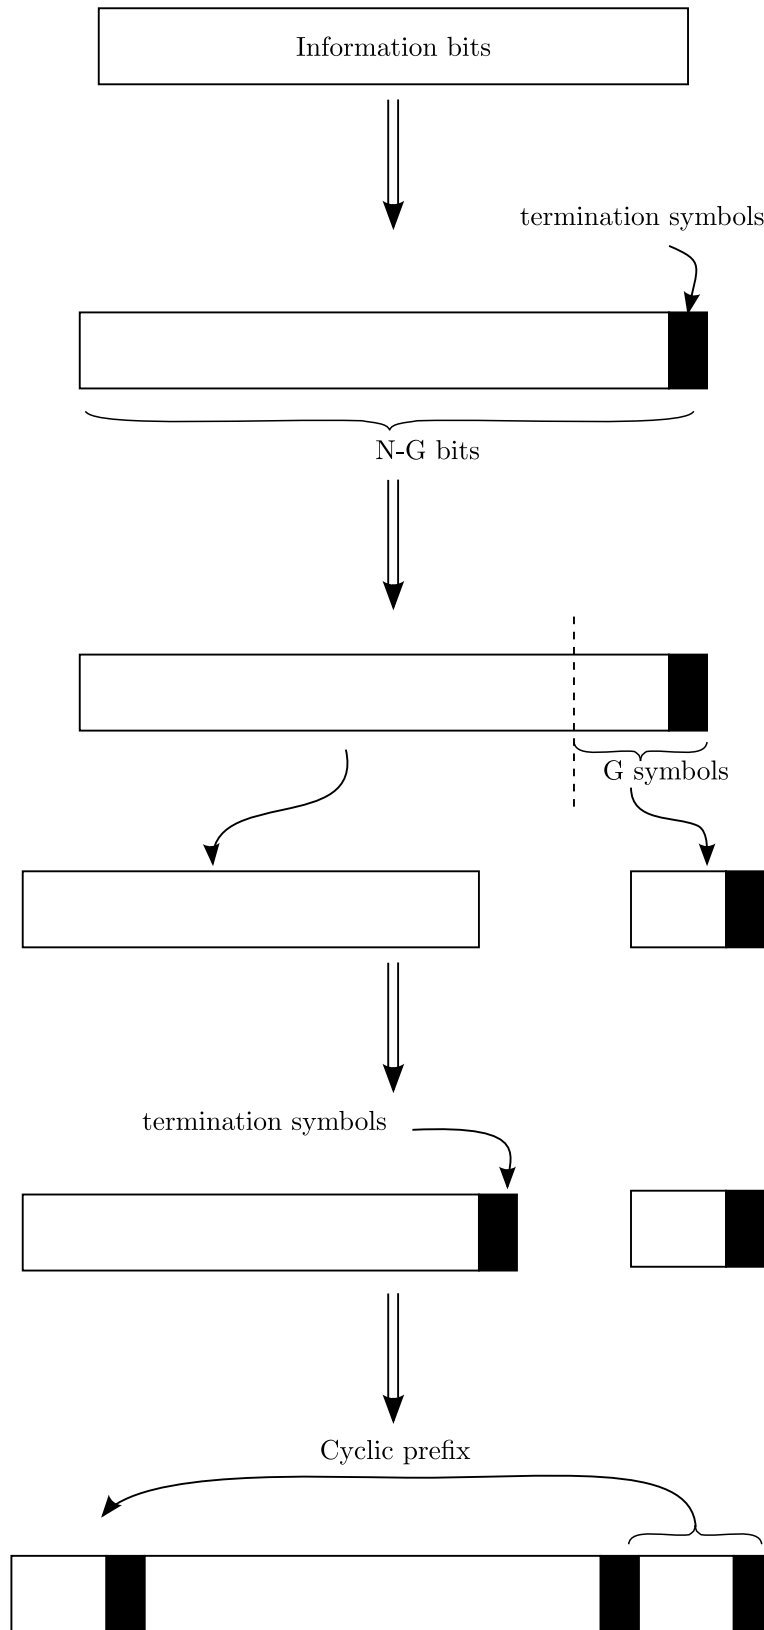 Information bits
termination symbols
N-G bits
G symbols
termination symbols
Cyclic prefix